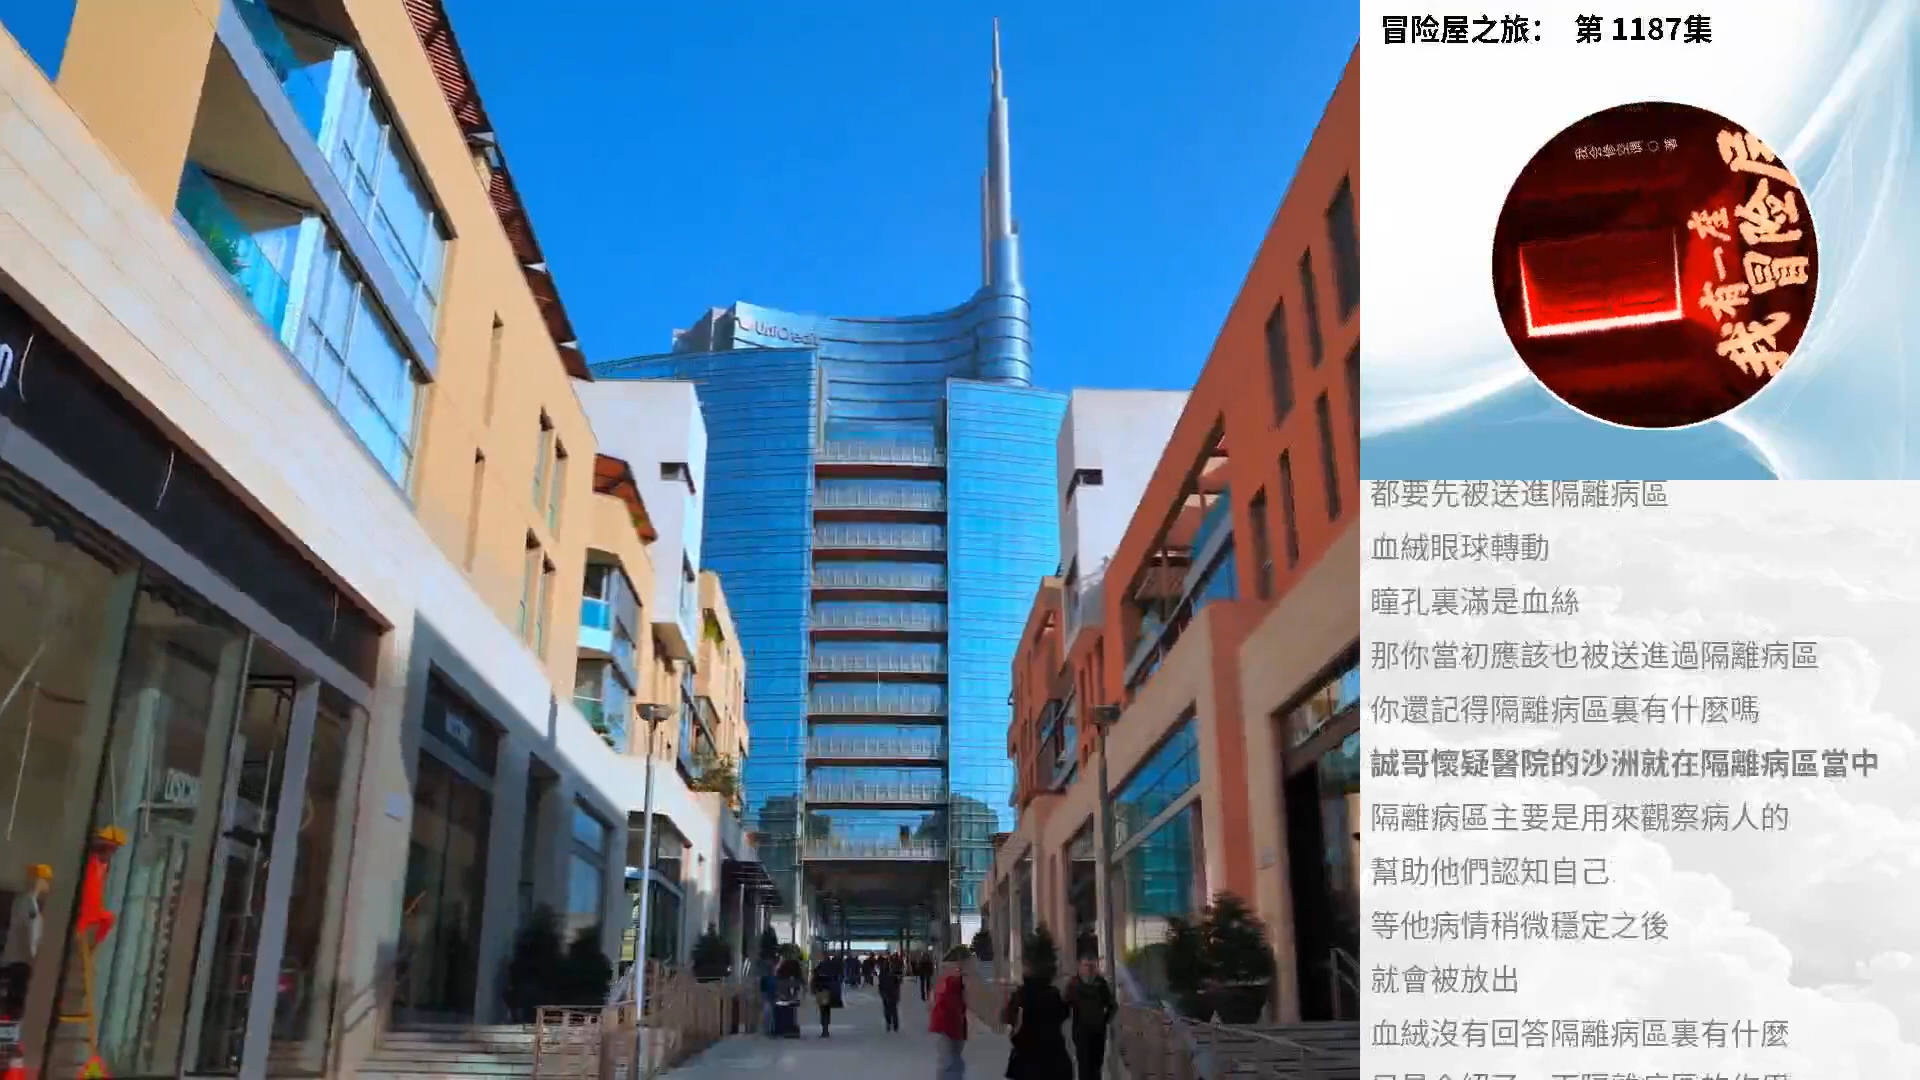 冒险屋之旅： 第 1187集
我会修空调 〇 著
我有一座
冒险屋
UniCredit
都要先被送進隔離病區
血絨眼球轉動
瞳孔裏滿是血絲
那你當初應該也被送進過隔離病區
你還記得隔離病區裏有什麼嗎
誠哥懷疑醫院的沙洲就在隔離病區當中
隔離病區主要是用來觀察病人的
幫助他們認知自己
等他病情稍微穩定之後
就會被放出
血絨沒有回答隔離病區裏有什麼